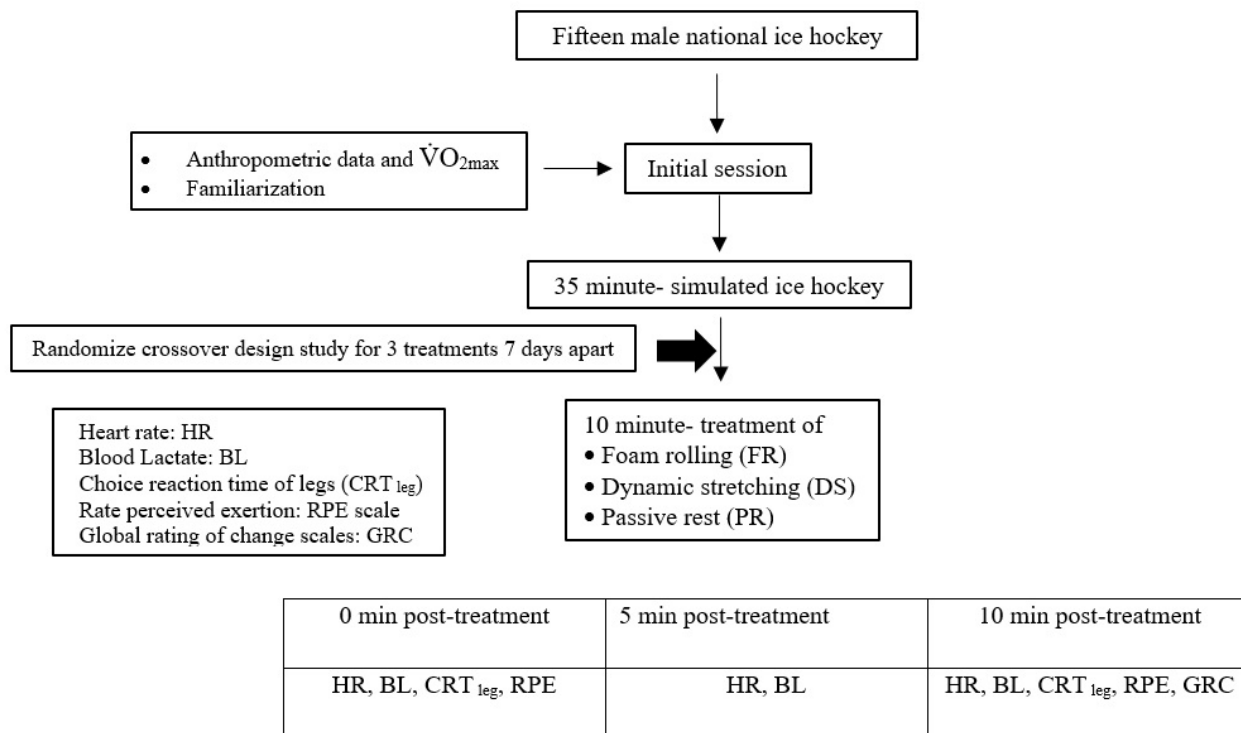 Fifteen male national ice hockey
• Anthropometric data and V̇O2max
• Familiarization
Initial session
35 minute- simulated ice hockey
Randomize crossover design study for 3 treatments 7 days apart
Heart rate: HR
Blood Lactate: BL
Choice reaction time of legs (CRT leg)
Rate perceived exertion: RPE scale
Global rating of change scales: GRC
10 minute- treatment of
• Foam rolling (FR)
• Dynamic stretching (DS)
• Passive rest (PR)
0 min post-treatment 5 min post-treatment 10 min post-treatment
HR, BL, CRT leg, RPE HR, BL HR, BL, CRT leg, RPE, GRC